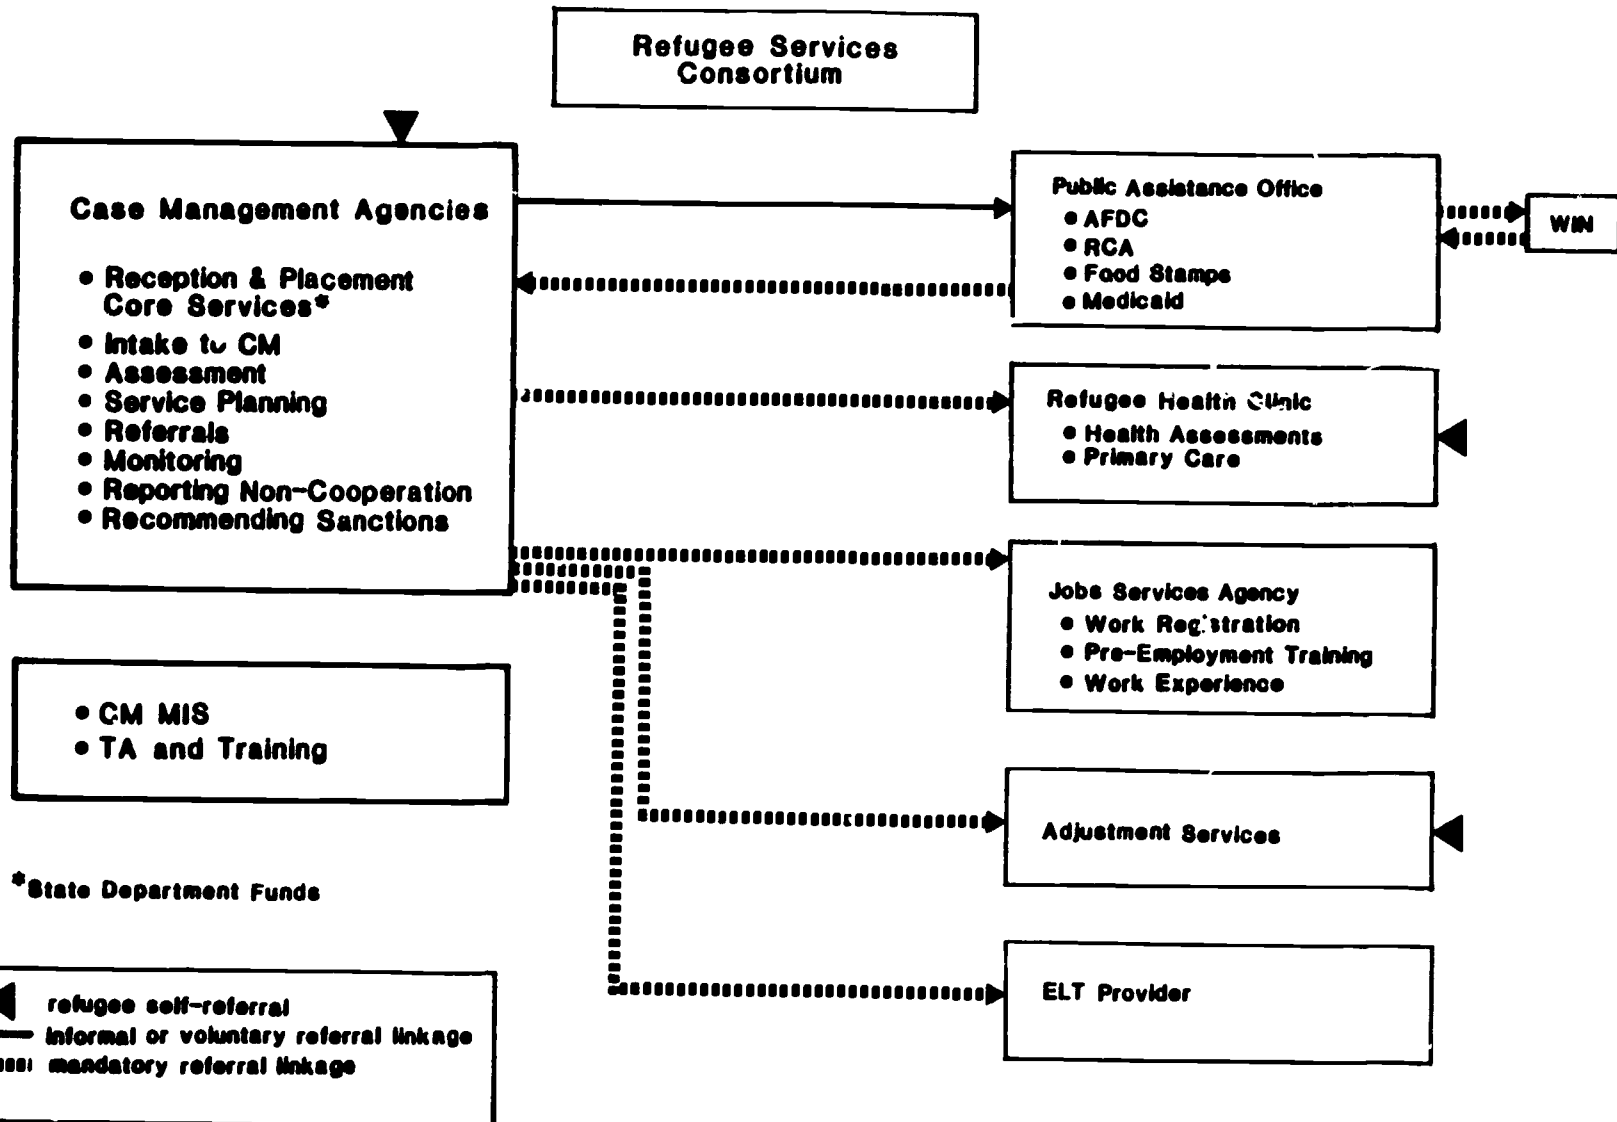 Refugee Services
Consortium
Case Management Agencies
• Reception & Placement
Core Services*
• Intake to CM
• Assessment
• Service Planning
• Referrals
• Monitoring
• Reporting Non-Cooperation
• Recommending Sanctions
• CM MIS
• TA and Training
*State Department Funds
refugee self-referral
informal or voluntary referral linkage
mandatory referral linkage
Public Assistance Office
• AFDC
• RCA
• Food Stamps
• Medicaid
WIN
Refugee Health Clinic
• Health Assessments
• Primary Care
Jobs Services Agency
• Work Registration
• Pre-Employment Training
• Work Experience
Adjustment Services
ELT Provider